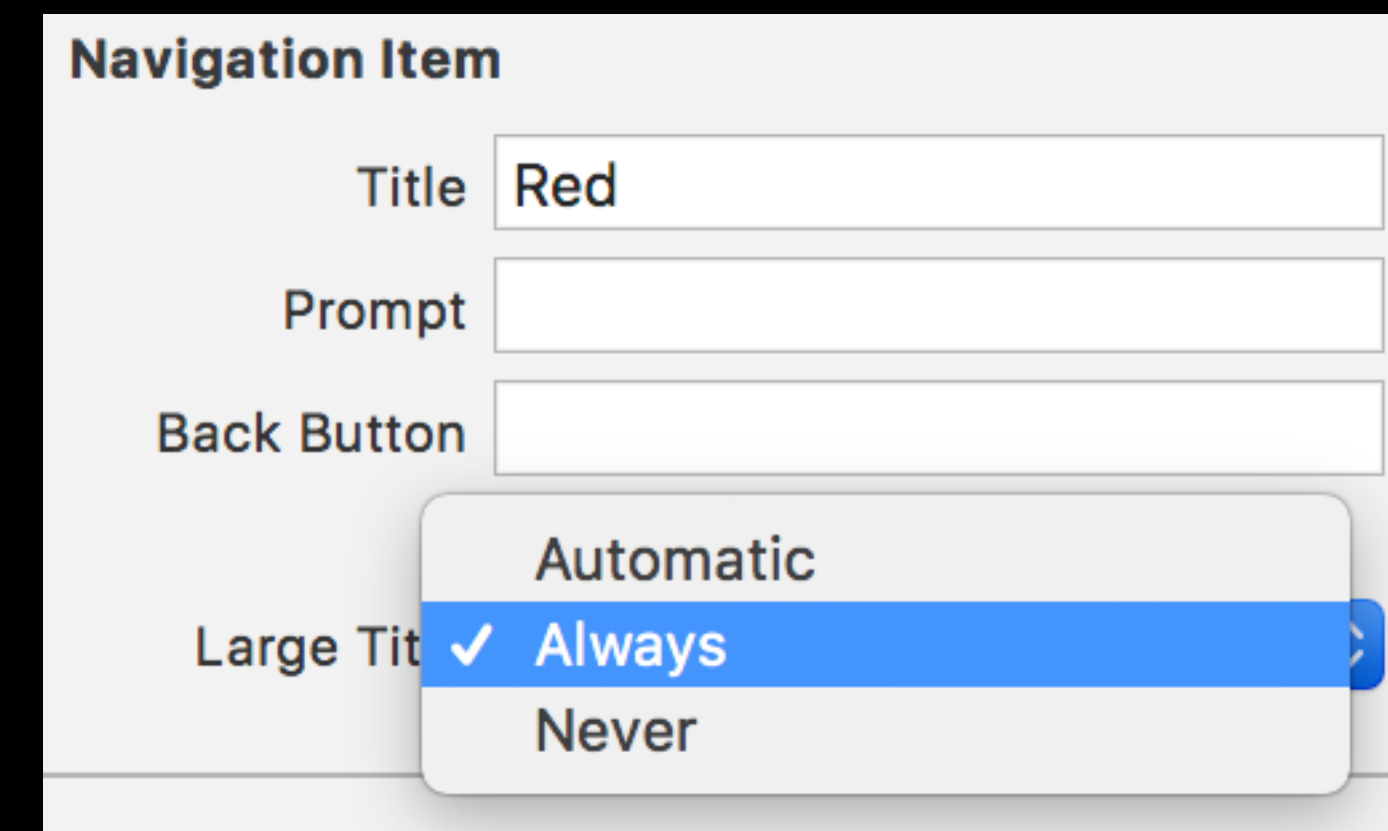 Navigation Item
Title Red
Prompt
Back Button
Automatic
Large Tit ✓ Always
Never